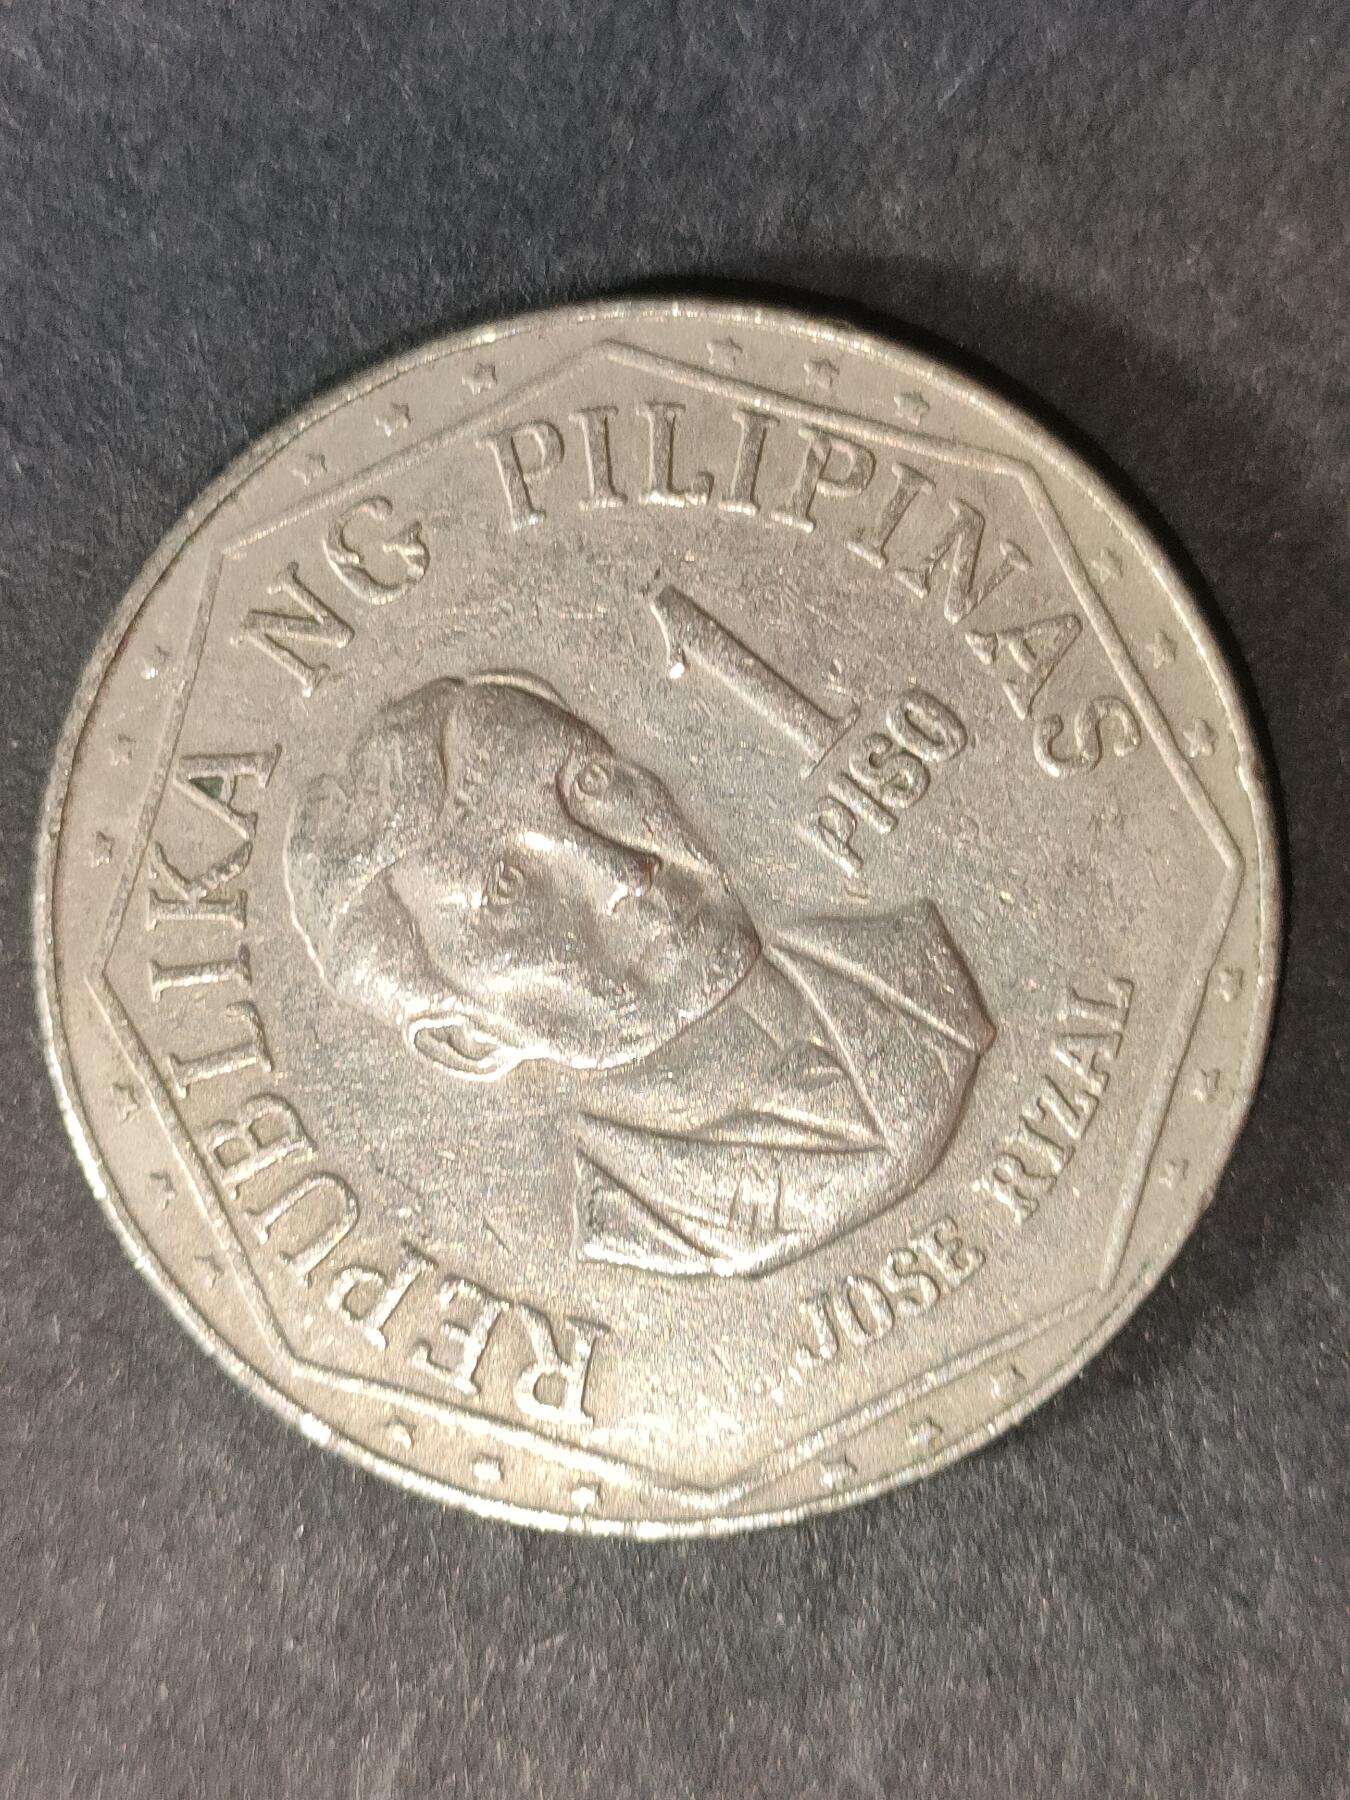 REPUBLIKA NG PILIPINAS
1
PISO
JOSE RIZAL